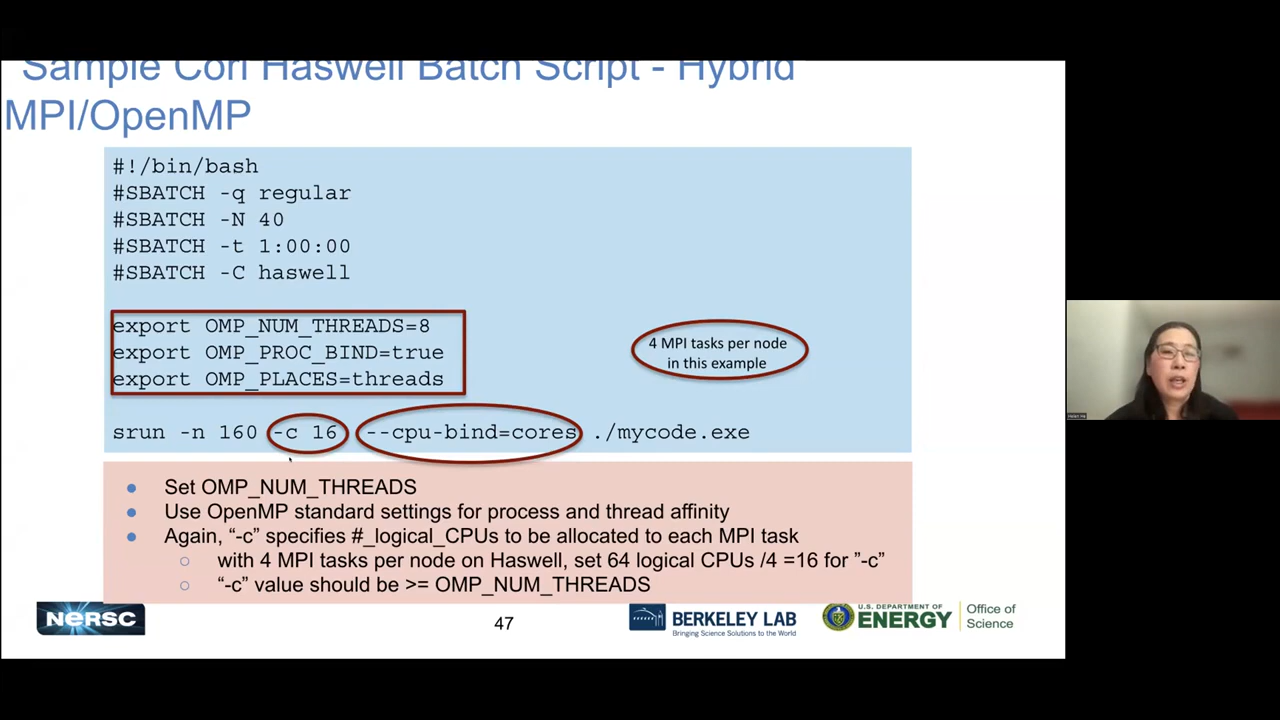 Sample Cori Haswell Batch Script - Hybrid
MPI/OpenMP
#!/bin/bash
#SBATCH -q regular
#SBATCH -N 40
#SBATCH -t 1:00:00
#SBATCH -C haswell
export OMP_NUM_THREADS=8
export OMP_PROC_BIND=true
export OMP_PLACES=threads
4 MPI tasks per node
in this example
srun -n 160 -c 16 --cpu-bind=cores ./mycode.exe
● Set OMP_NUM_THREADS
● Use OpenMP standard settings for process and thread affinity
● Again, “-c” specifies #_logical_CPUs to be allocated to each MPI task
○ with 4 MPI tasks per node on Haswell, set 64 logical CPUs /4 =16 for ”-c”
○ “-c” value should be >= OMP_NUM_THREADS
NERSC
47
BERKELEY LAB
Bringing Science Solutions to the World
U.S. DEPARTMENT OF
ENERGY
Office of
Science